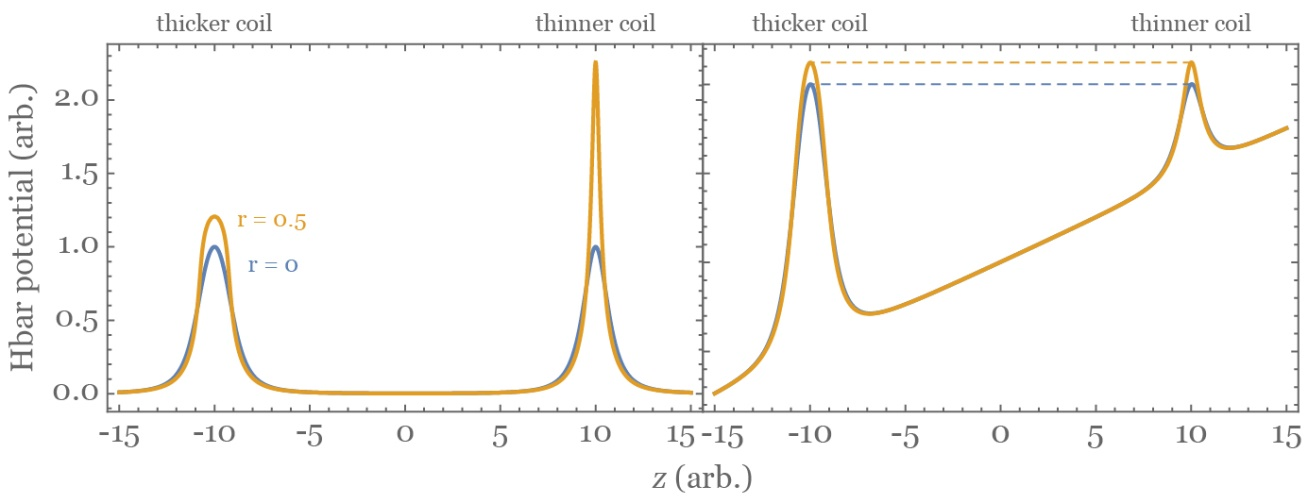 thicker coil thinner coil thicker coil thinner coil
Hbar potential (arb.)
2.0
1.5
1.0
0.5
0.0
r = 0.5
r = 0
-15 -10 -5 0 5 10 15 -15 -10 -5 0 5 10 15
z (arb.)